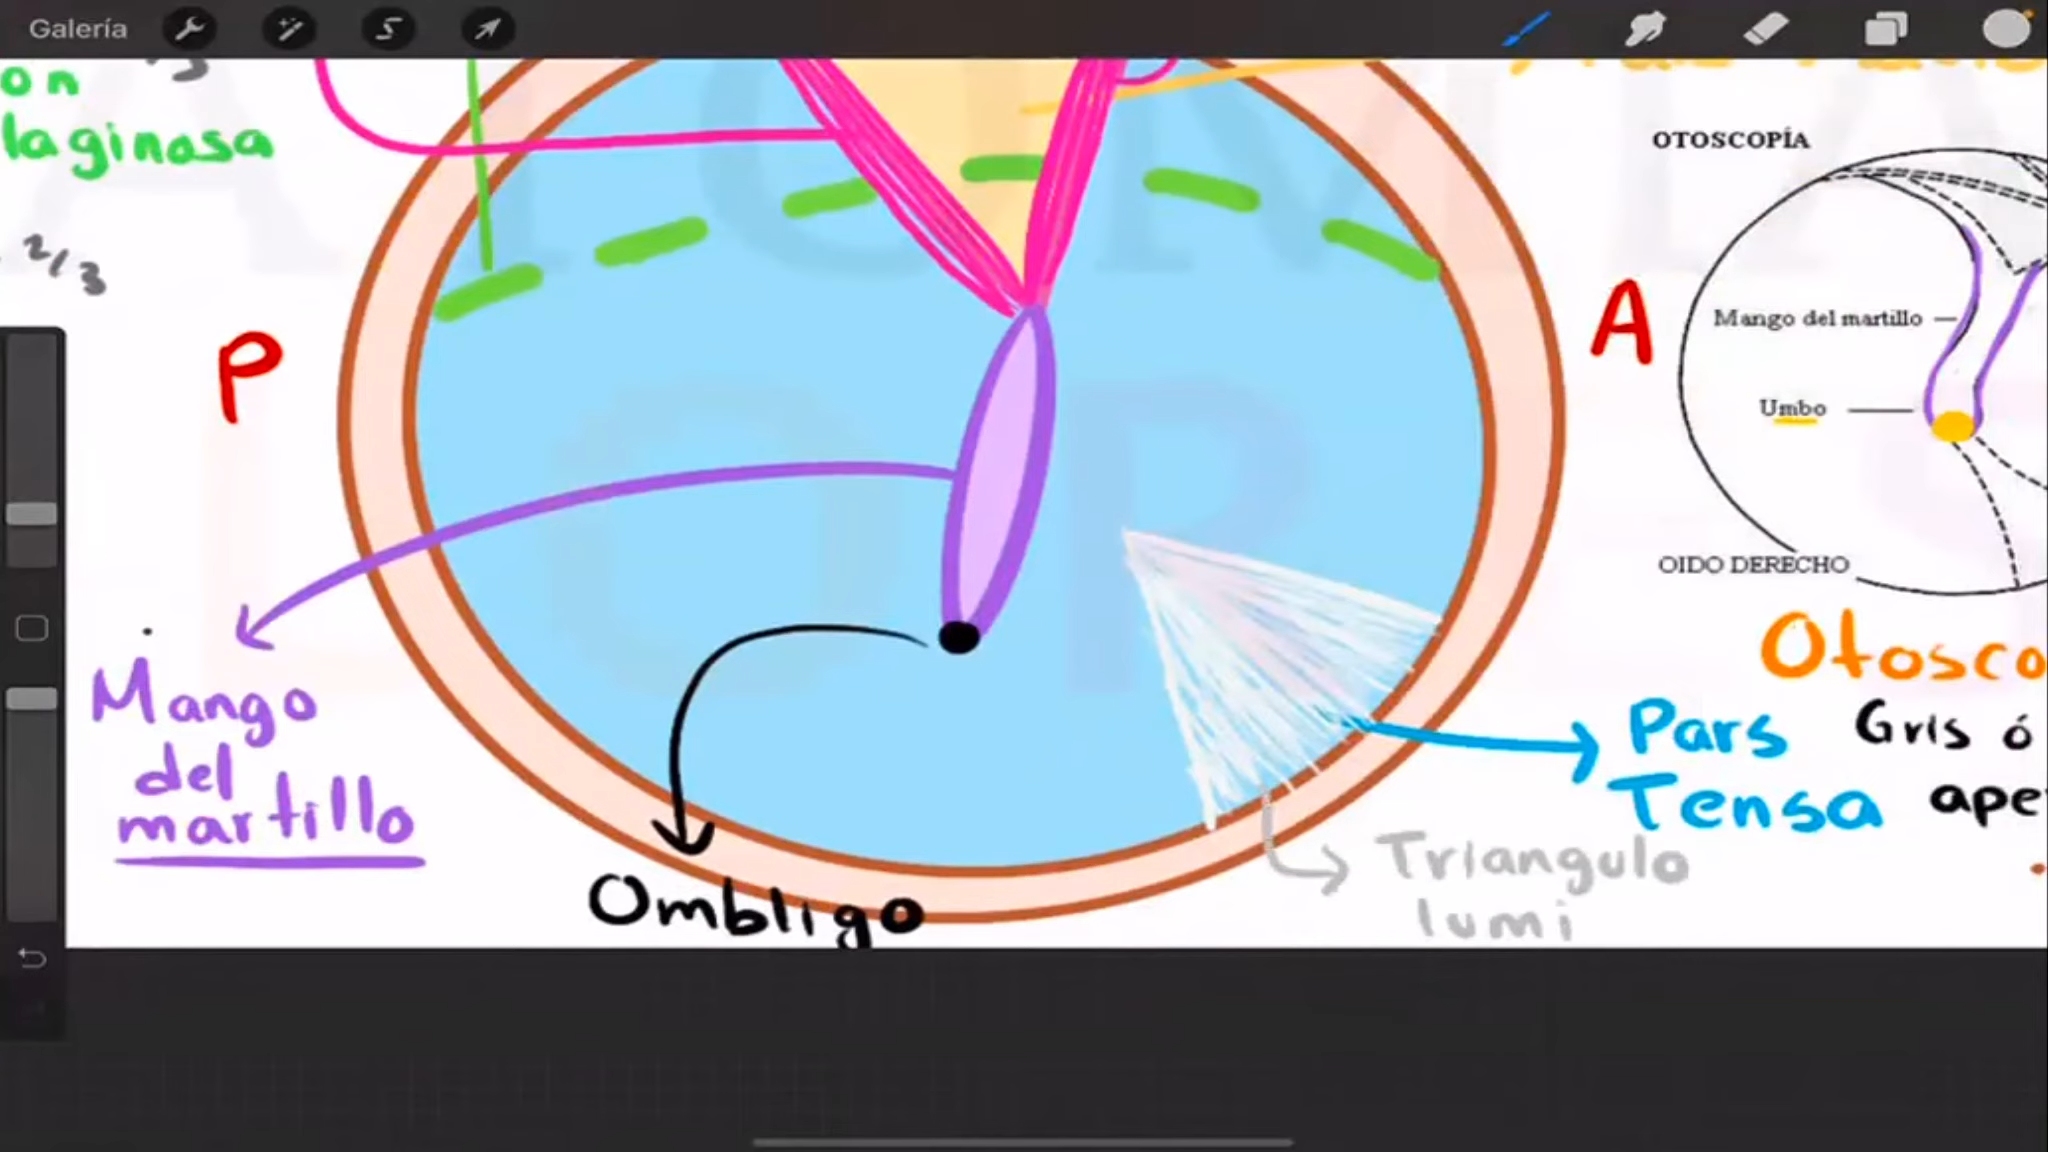 Galería
on
laginosa
2/3
OTOSCOPÍA
P
A
Mango del martillo
Umbo
OIDO DERECHO
Otosco
Mango
del
martillo
Pars Gris ó
Tensa ape
Triangulo
lumi
Ombligo